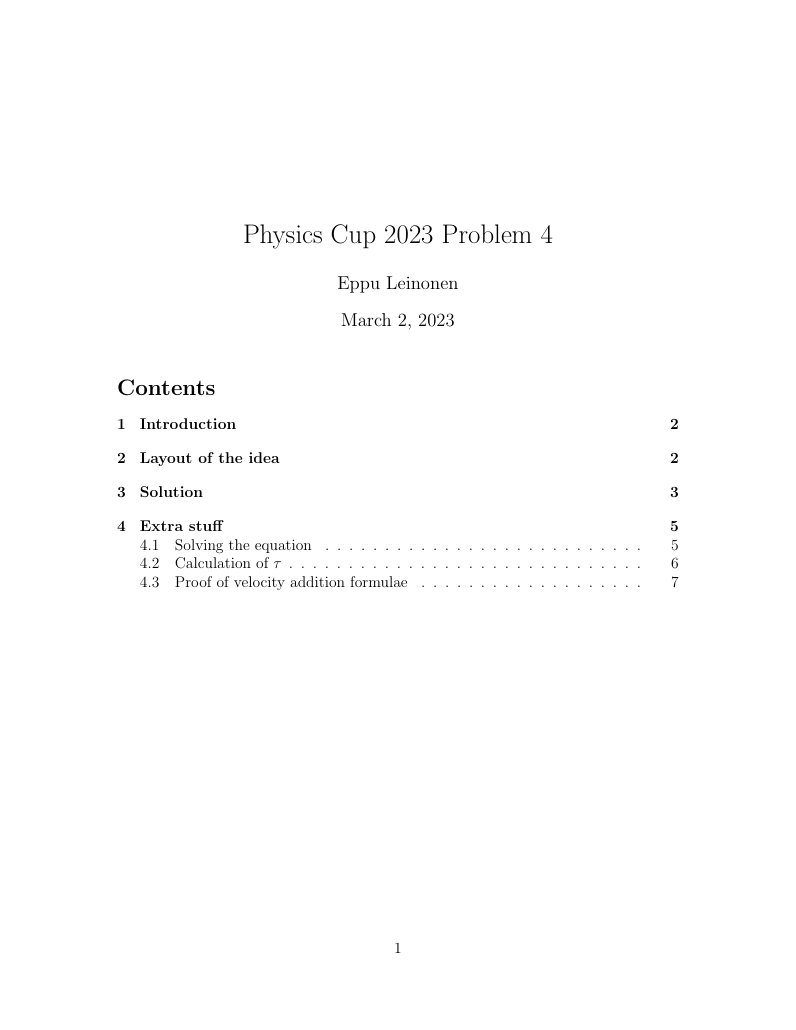 Physics Cup 2023 Problem 4
Eppu Leinonen
March 2, 2023
Contents
1 Introduction 2
2 Layout of the idea 2
3 Solution 3
4 Extra stuff 5
4.1 Solving the equation . . . . . . . . . . . . . . . . . . . . . . . . . . . 5
4.2 Calculation of τ . . . . . . . . . . . . . . . . . . . . . . . . . . . . . . 6
4.3 Proof of velocity addition formulae . . . . . . . . . . . . . . . . . . . 7
1